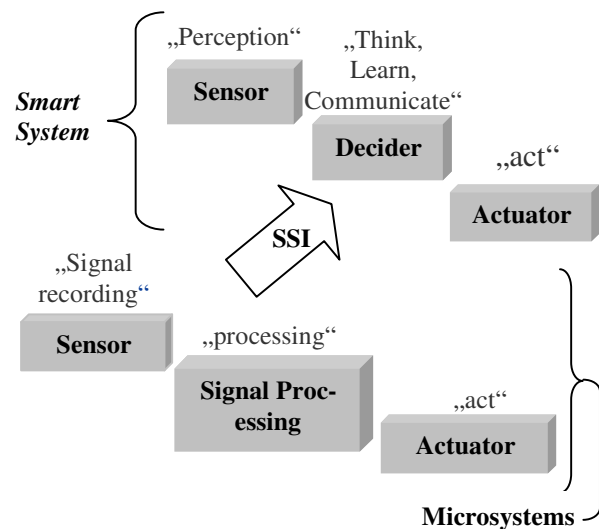 „Perception“
Sensor
Smart
System
„Think,
Learn,
Communicate“
Decider
„act“
Actuator
SSI
„Signal
recording“
Sensor
„processing“
Signal Proc-
essing
„act“
Actuator
Microsystems